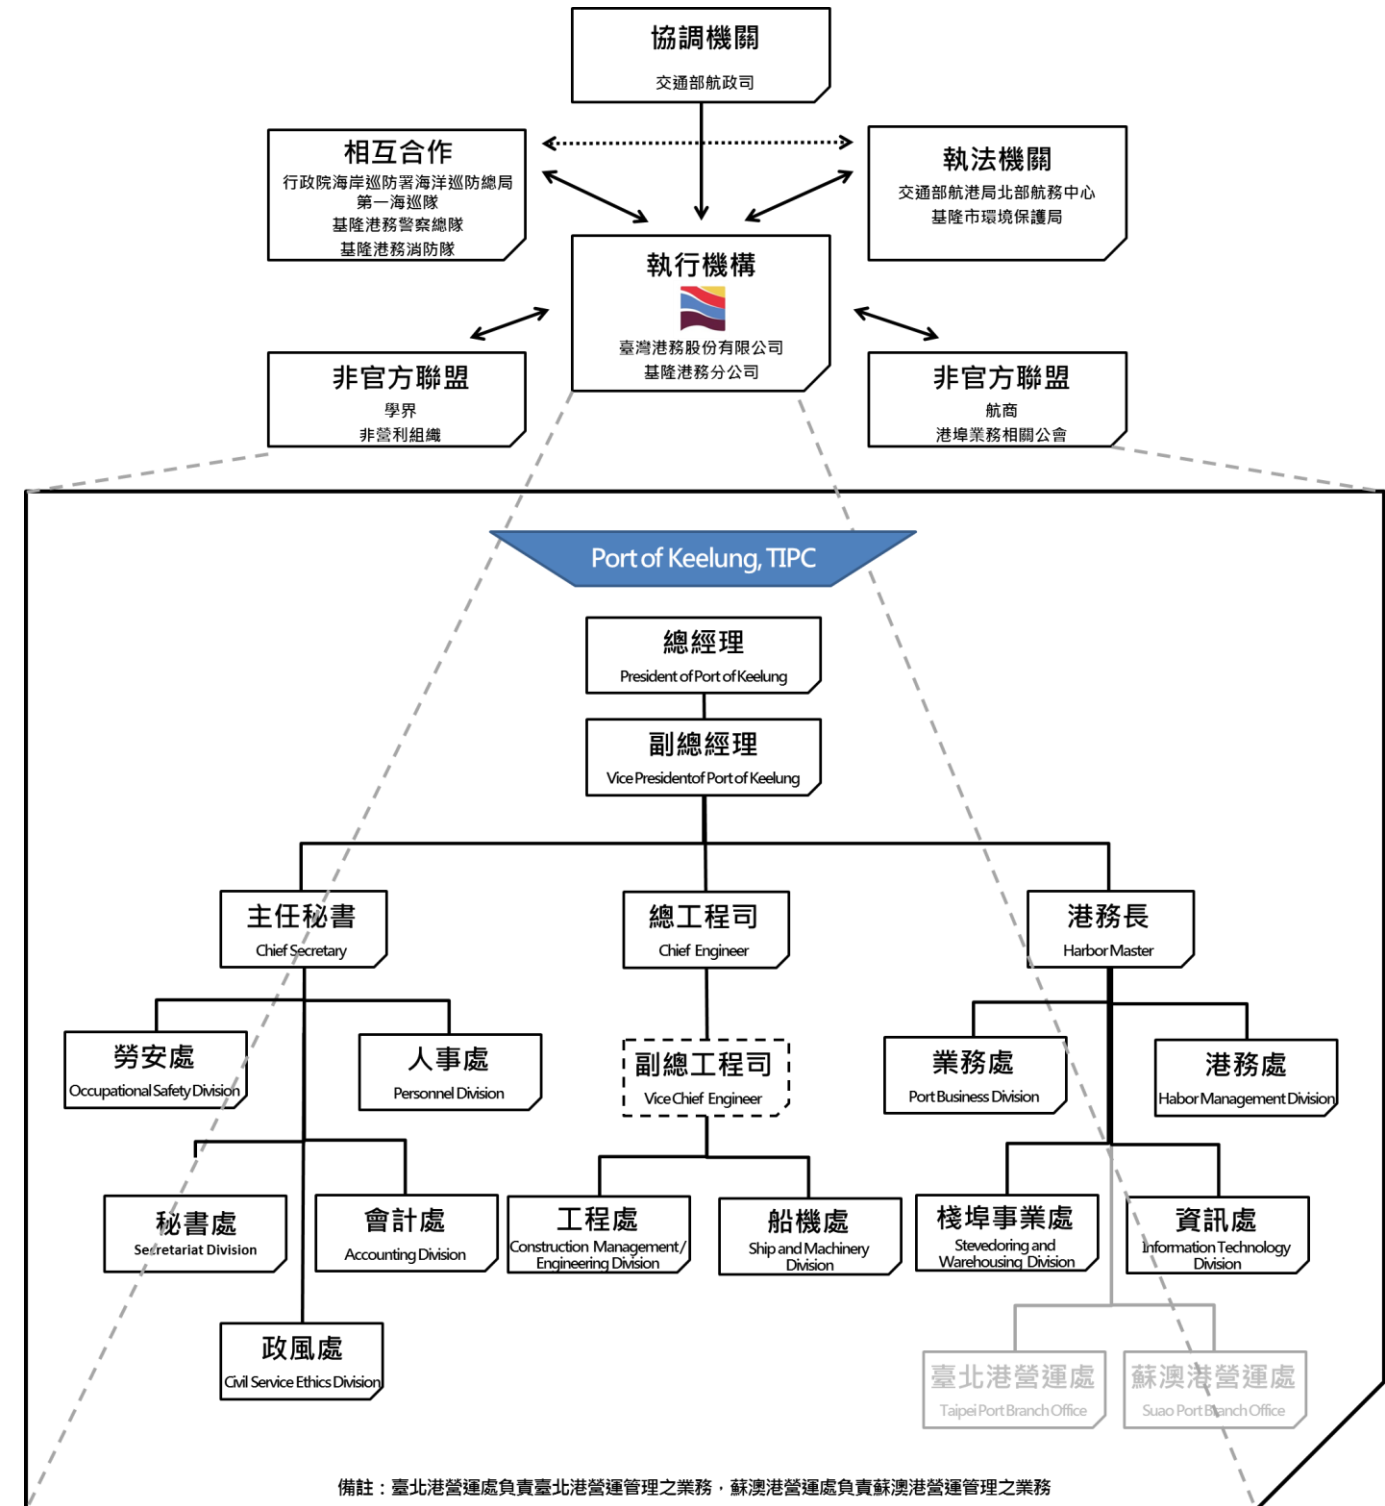 協調機關
交通部航政司
相互合作
行政院海岸巡防署海洋巡防總局
第一海巡隊
基隆港務警察總隊
基隆港務消防隊
執法機關
交通部航港局北部航務中心
基隆市環境保護局
執行機構
臺灣港務股份有限公司
基隆港務分公司
非官方聯盟
學界
非營利組織
非官方聯盟
航商
港埠業務相關公會
Port of Keelung, TIPC
總經理
President of Port of Keelung
副總經理
Vice Presidentof Port of Keelung
主任秘書
Chief Secretary
總工程司
Chief Engineer
港務長
Harbor Master
勞安處
Occupational Safety Division
人事處
Personnel Division
副總工程司
Vice Chief Engineer
業務處
Port Business Division
港務處
Habor Management Division
秘書處
Secretariat Division
會計處
Accounting Division
工程處
Construction Management/
Engineering Division
船機處
Ship and Machinery
Division
棧埠事業處
Stevedoring and
Warehousing Division
資訊處
Information Technology
Division
政風處
Civil Service Ethics Division
臺北港營運處
Taipei Port Branch Office
蘇澳港營運處
Suao Port Branch Office
備註：臺北港營運處負責臺北港營運管理之業務，蘇澳港營運處負責蘇澳港營運管理之業務